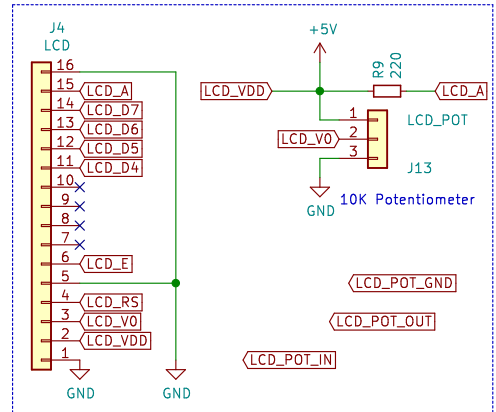 J4
LCD
16
15 LCD_A
14 LCD_D7
13 LCD_D6
12 LCD_D5
11 LCD_D4
10
9
8
7
6 LCD_E
5
4 LCD_RS
3 LCD_V0
2 LCD_VDD
1
GND
GND
+5V
LCD_VDD
R9
220
LCD_A
1
LCD_POT
LCD_V0
2
3
J13
GND
10K Potentiometer
LCD_POT_GND
LCD_POT_OUT
LCD_POT_IN